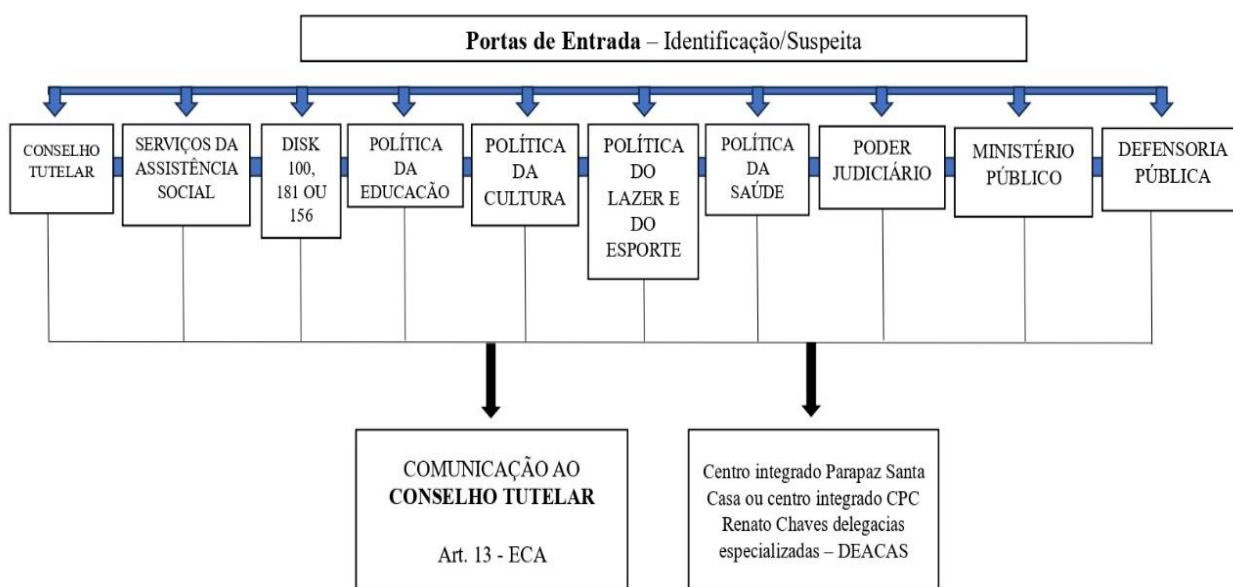 Portas de Entrada – Identificação/Suspeita
CONSELHO
TUTELAR
SERVIÇOS DA
ASSISTÊNCIA
SOCIAL
DISK
100,
181 OU
156
POLÍTICA
DA
EDUCAÇÃO
POLÍTICA
DA
CULTURA
POLÍTICA
DO
LAZER E
DO
ESPORTE
POLÍTICA
DA
SAÚDE
PODER
JUDICIÁRIO
MINISTÉRIO
PÚBLICO
DEFENSORIA
PÚBLICA
COMUNICAÇÃO AO
CONSELHO TUTELAR
Art. 13 - ECA
Centro integrado Parapaz Santa
Casa ou centro integrado CPC
Renato Chaves delegacias
especializadas – DEACAS